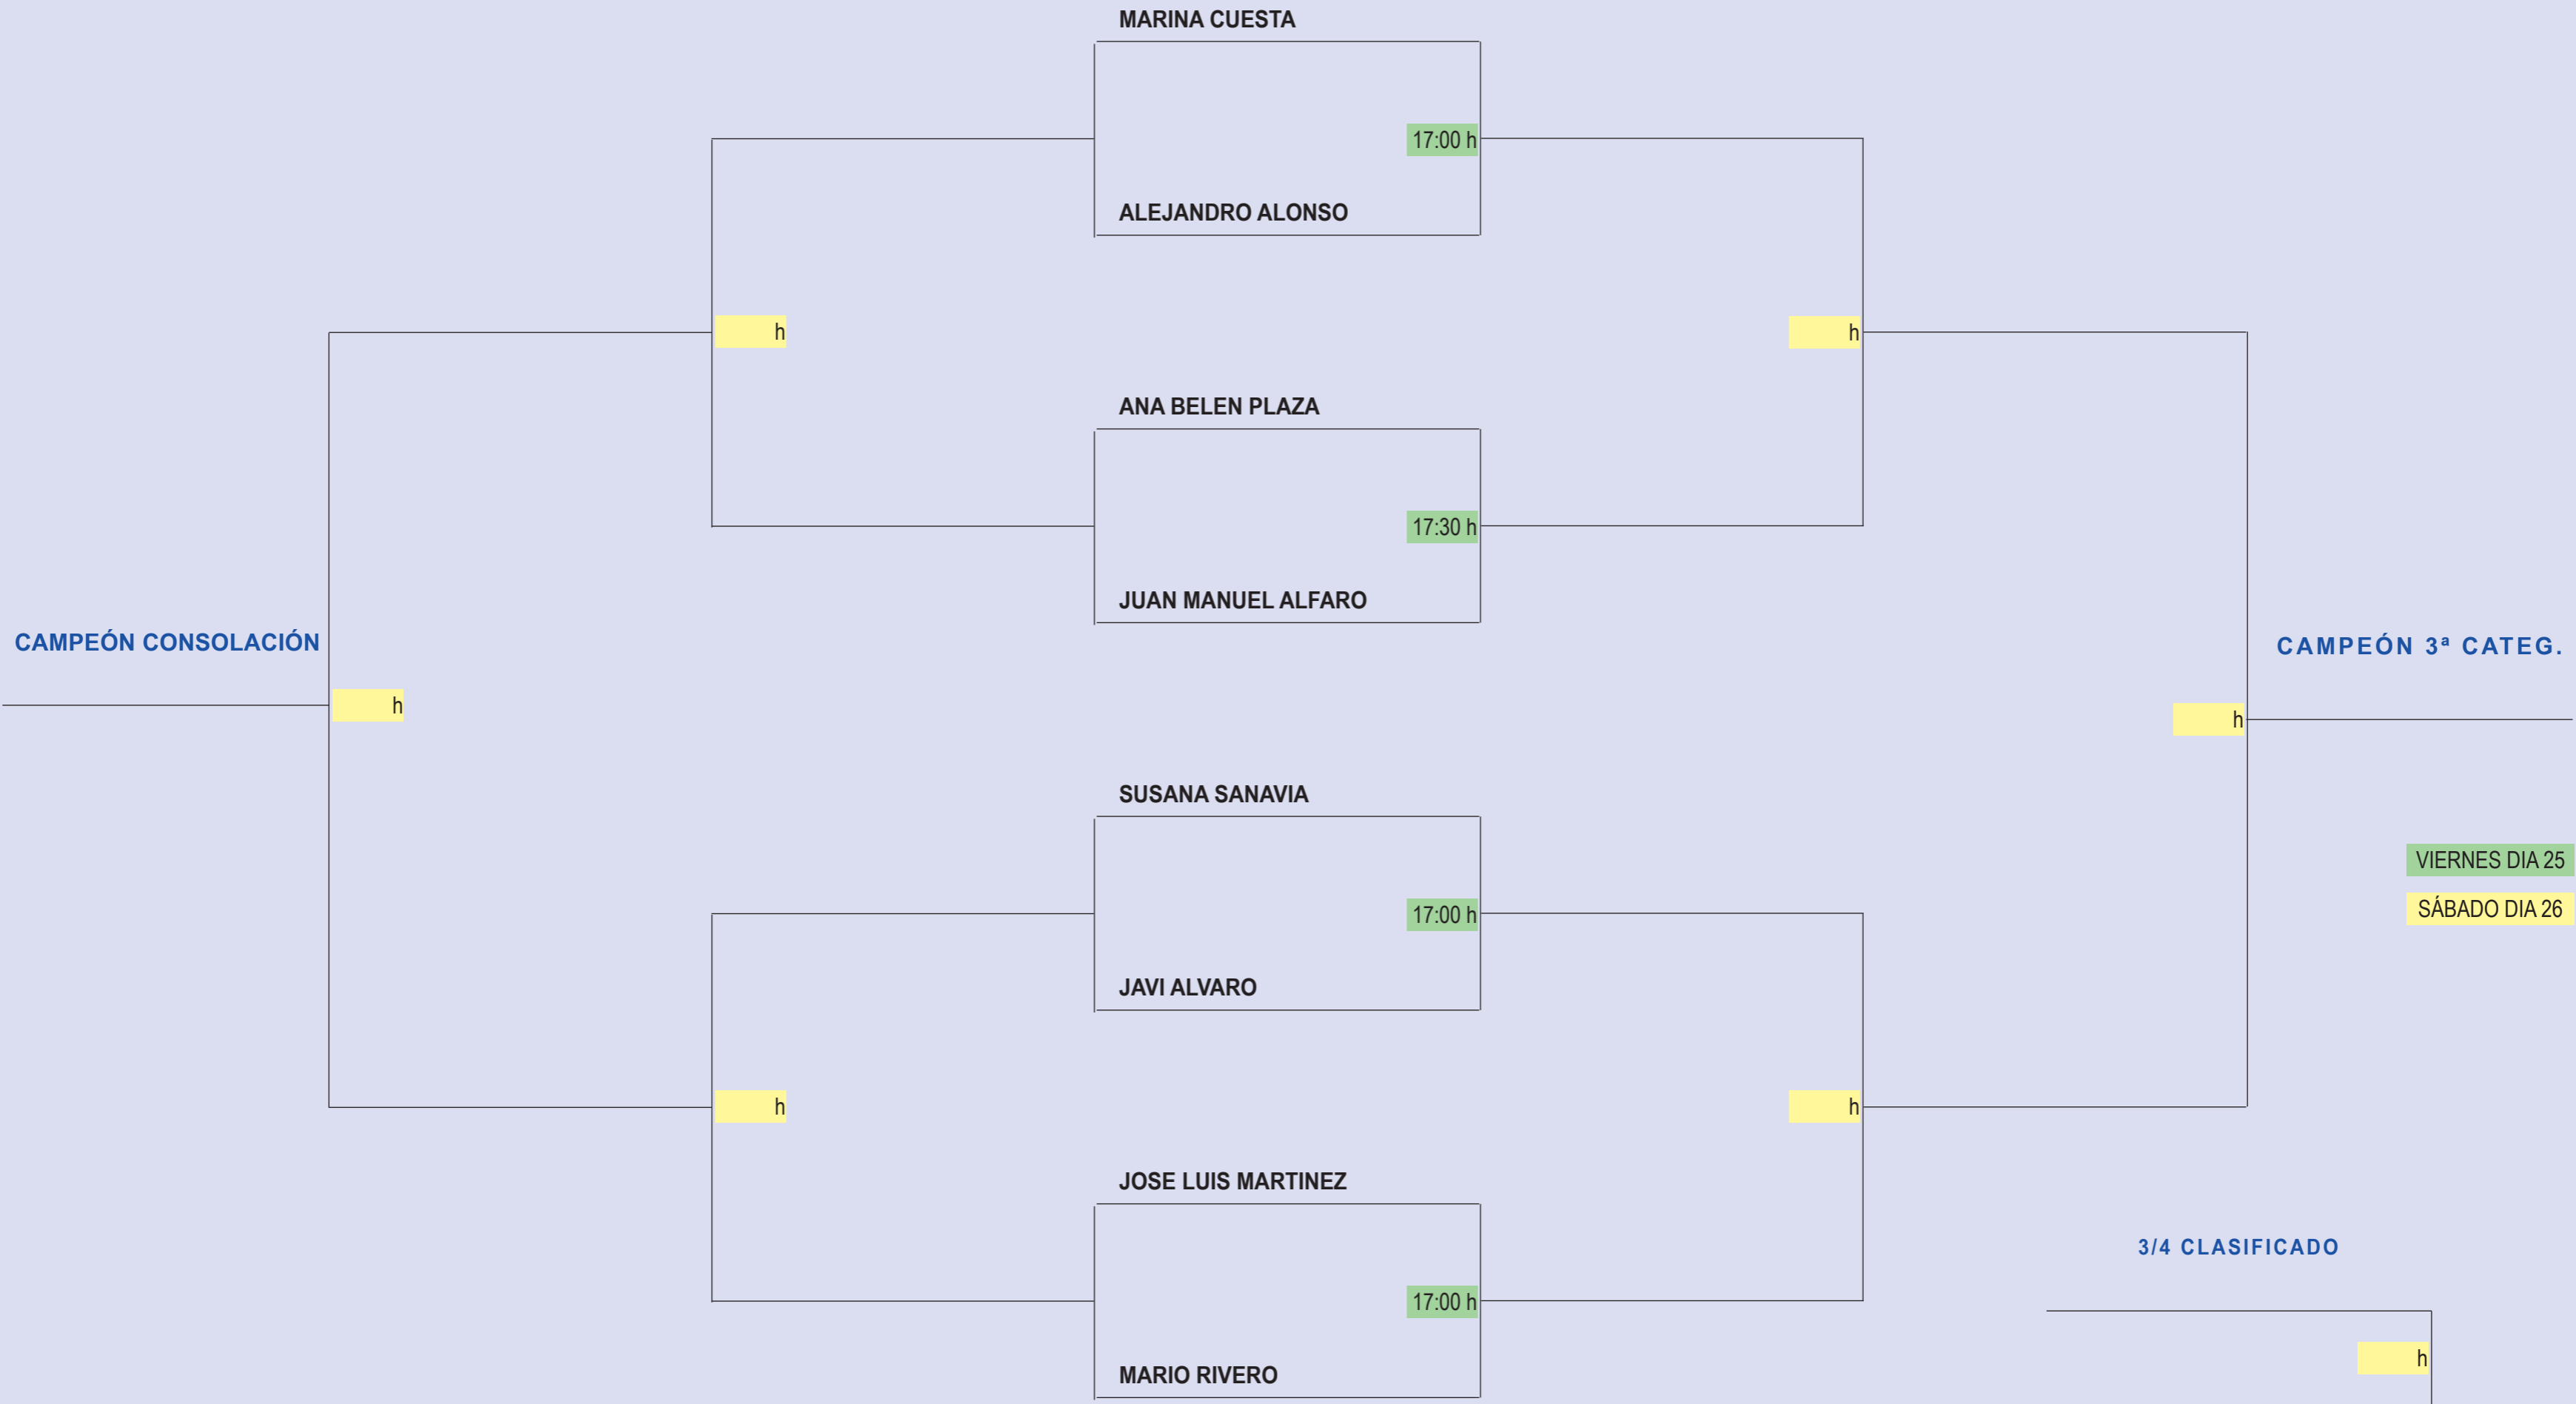 MARINA CUESTA
17:00 h
ALEJANDRO ALONSO
h
h
ANA BELEN PLAZA
17:30 h
JUAN MANUEL ALFARO
CAMPEÓN CONSOLACIÓN
CAMPEÓN 3ª CATEG.
h
h
SUSANA SANAVIA
VIERNES DIA 25
17:00 h
SÁBADO DIA 26
JAVI ALVARO
h
h
JOSE LUIS MARTINEZ
3/4 CLASIFICADO
17:00 h
h
MARIO RIVERO